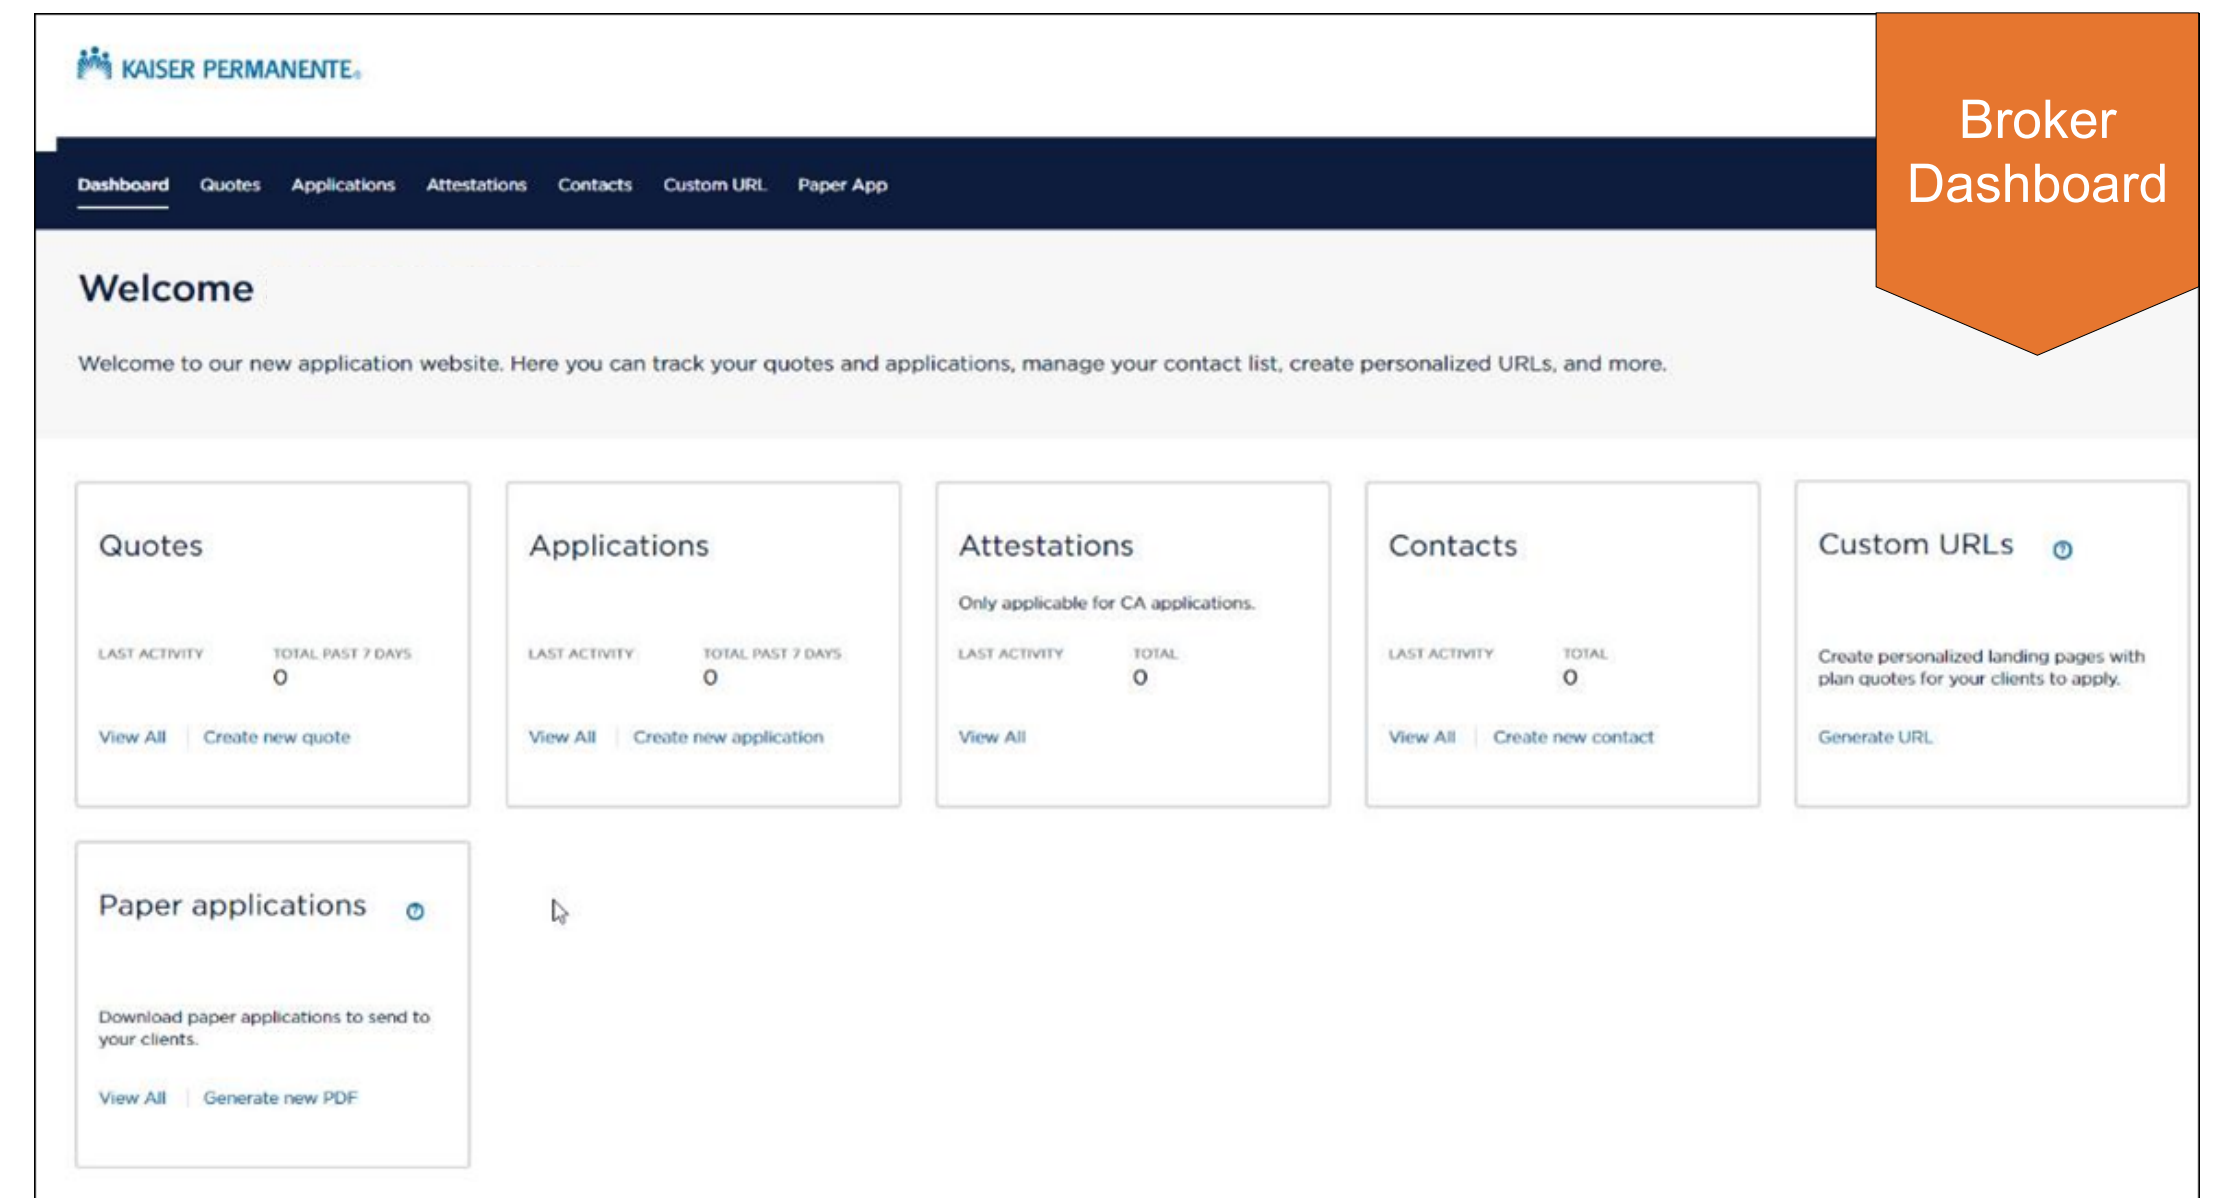 KAISER PERMANENTE®
Broker
Dashboard
Dashboard Quotes Applications Attestations Contacts Custom URL Paper App
Welcome
Welcome to our new application website. Here you can track your quotes and applications, manage your contact list, create personalized URLs, and more.
Quotes
LAST ACTIVITY TOTAL PAST 7 DAYS
0
View All Create new quote
Applications
LAST ACTIVITY TOTAL PAST 7 DAYS
0
View All Create new application
Attestations
Only applicable for CA applications.
LAST ACTIVITY TOTAL
0
View All
Contacts
LAST ACTIVITY TOTAL
0
View All Create new contact
Custom URLs ?
Create personalized landing pages with
plan quotes for your clients to apply.
Generate URL
Paper applications ?
Download paper applications to send to
your clients.
View All Generate new PDF